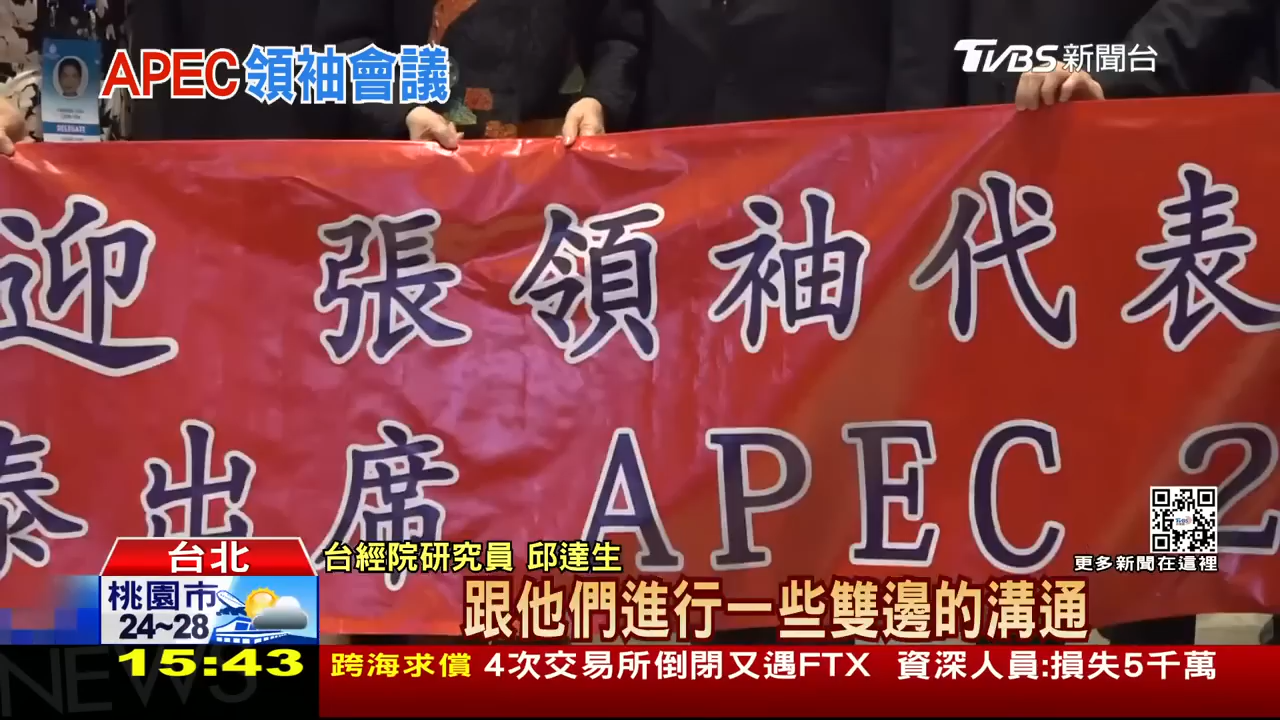 APEC領袖會議
TVBS新聞台
DELEGATE
迎 張領袖代表
泰出席 APEC 2
更多新聞在這裡
台北
台經院研究員 邱達生
桃園市
24~28
跟他們進行一些雙邊的溝通
15:43
跨海求償 4次交易所倒閉又遇FTX 資深人員:損失5千萬
NEWS